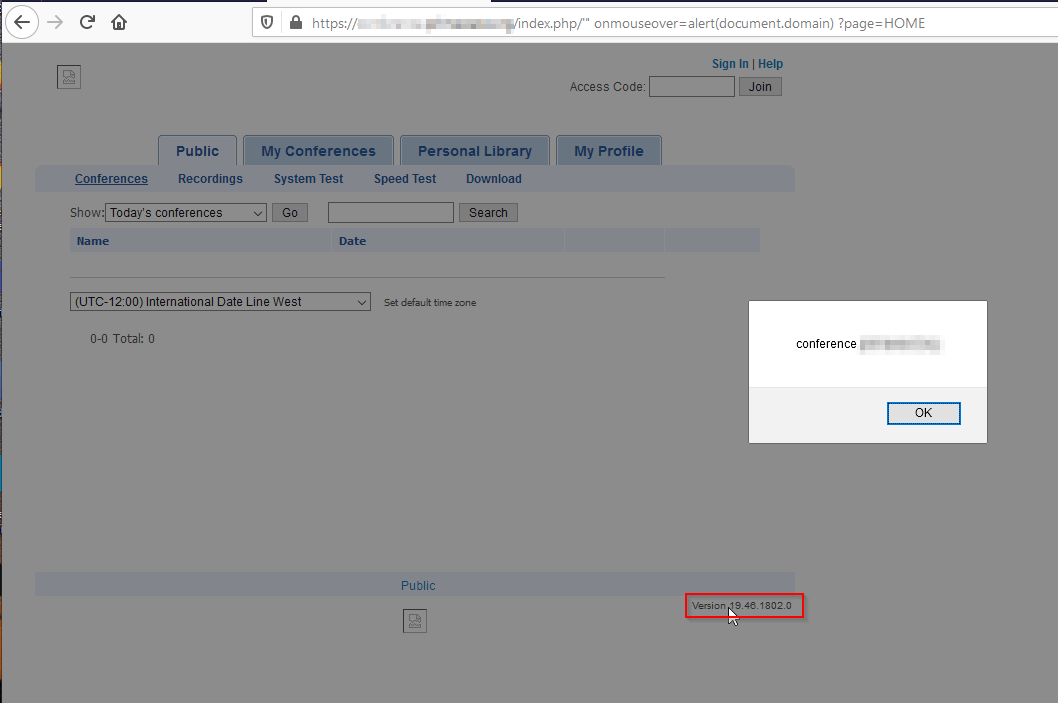 https:// /index.php/'" onmouseover=alert(document.domain) ?page=HOME
Sign In | Help
Access Code: Join
Public My Conferences Personal Library My Profile
Conferences Recordings System Test Speed Test Download
Show: Today's conferences Go Search
Name Date
(UTC-12:00) International Date Line West Set default time zone
0-0 Total: 0
conference
OK
Public
Version 19.46.1802.0